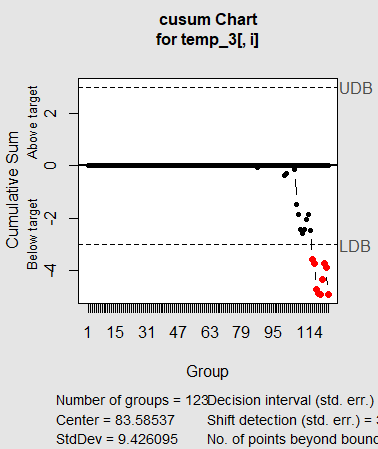 cusum Chart
for temp_3[, i]
UDB
LDB
Cumulative Sum
Above target
Below target
2
0
-2
-4
1 15 31 47 63 79 95 114
Group
Number of groups = 123
Decision interval (std. err.)
Center = 83.58537
Shift detection (std. err.) =
StdDev = 9.426095
No. of points beyond